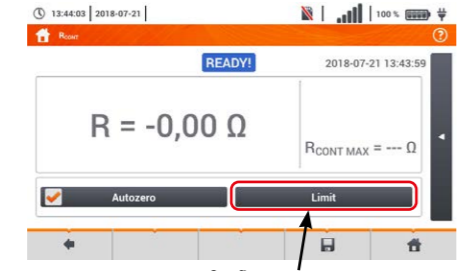 13:44:03 2018-07-21 100 %
RCONT
READY! 2018-07-21 13:43:59
R = -0,00 Ω
RCONT MAX = --- Ω
Autozero Limit